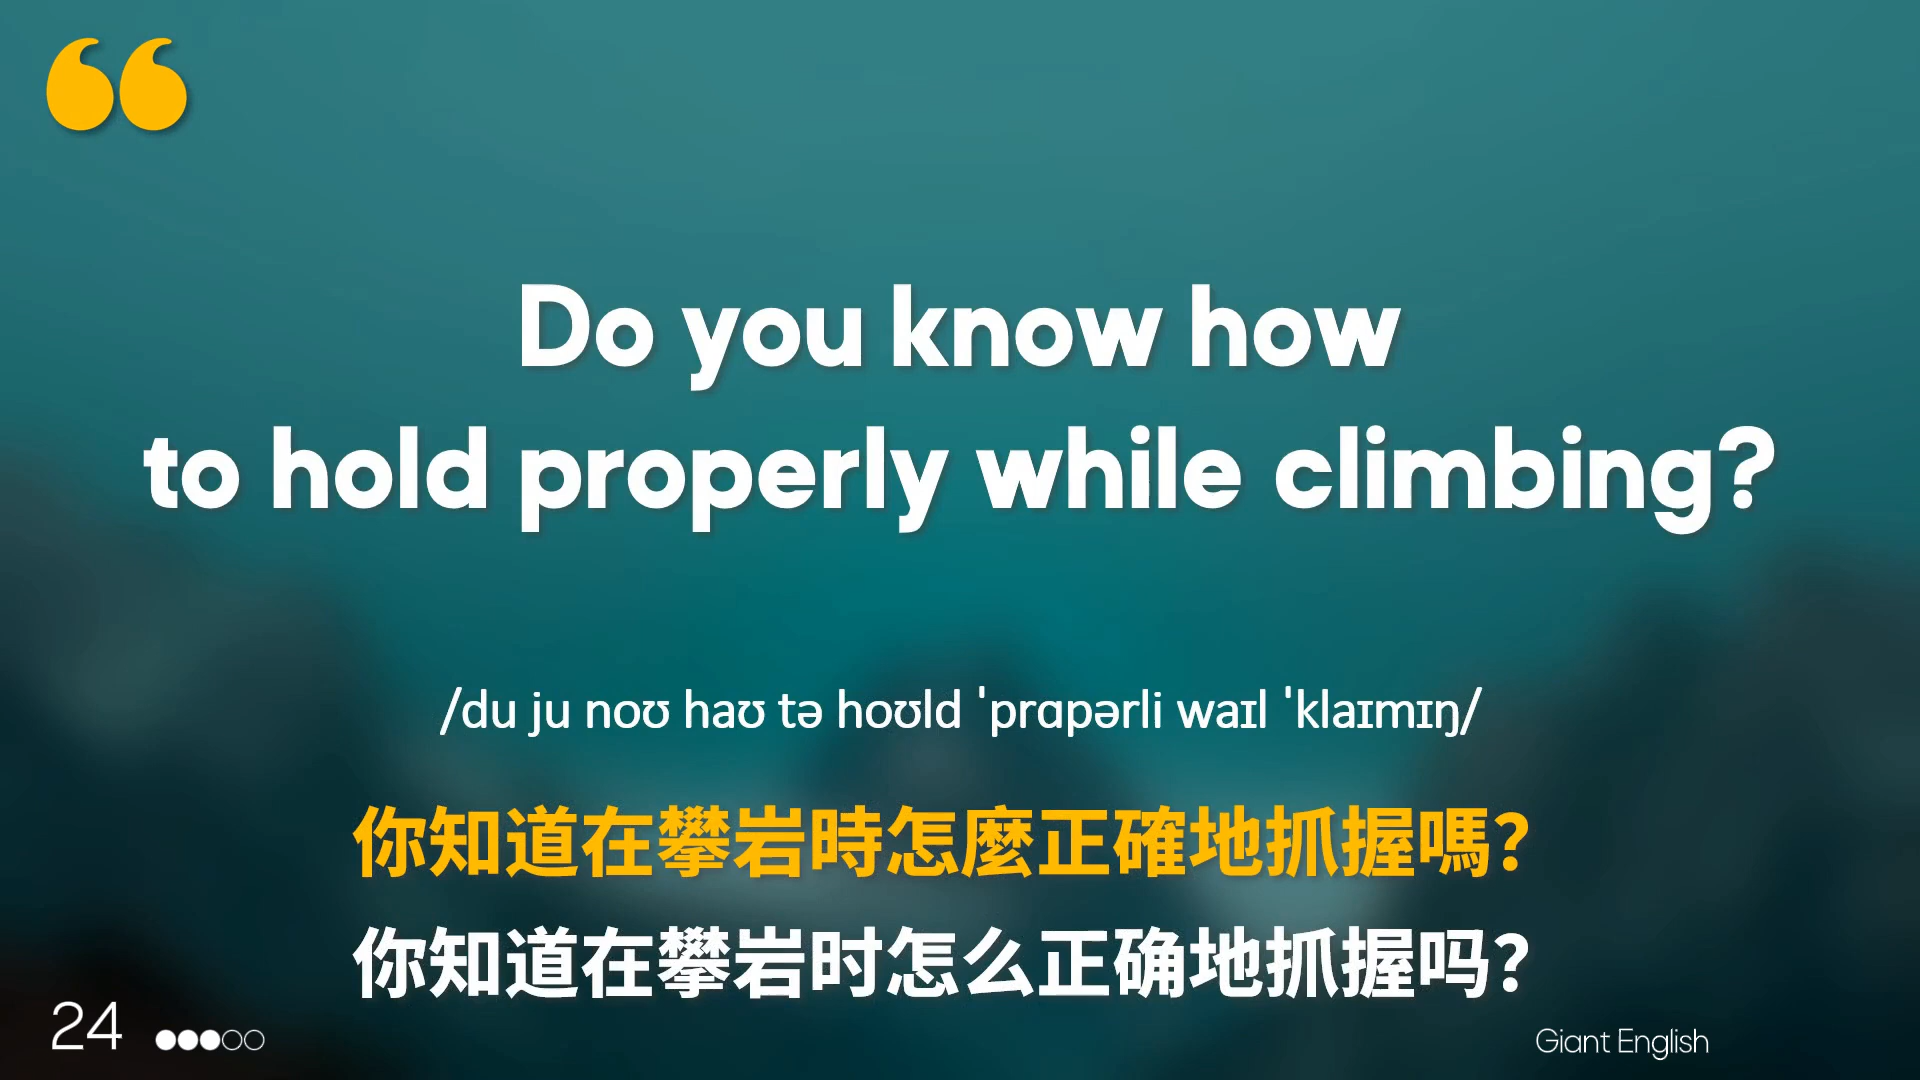 Do you know how
to hold properly while climbing?
/du ju noʊ haʊ tə hoʊld ˈprɑpərli waɪl ˈklaɪmɪŋ/
你知道在攀岩時怎麼正確地抓握嗎？
你知道在攀岩时怎么正确地抓握吗？
24
Giant English